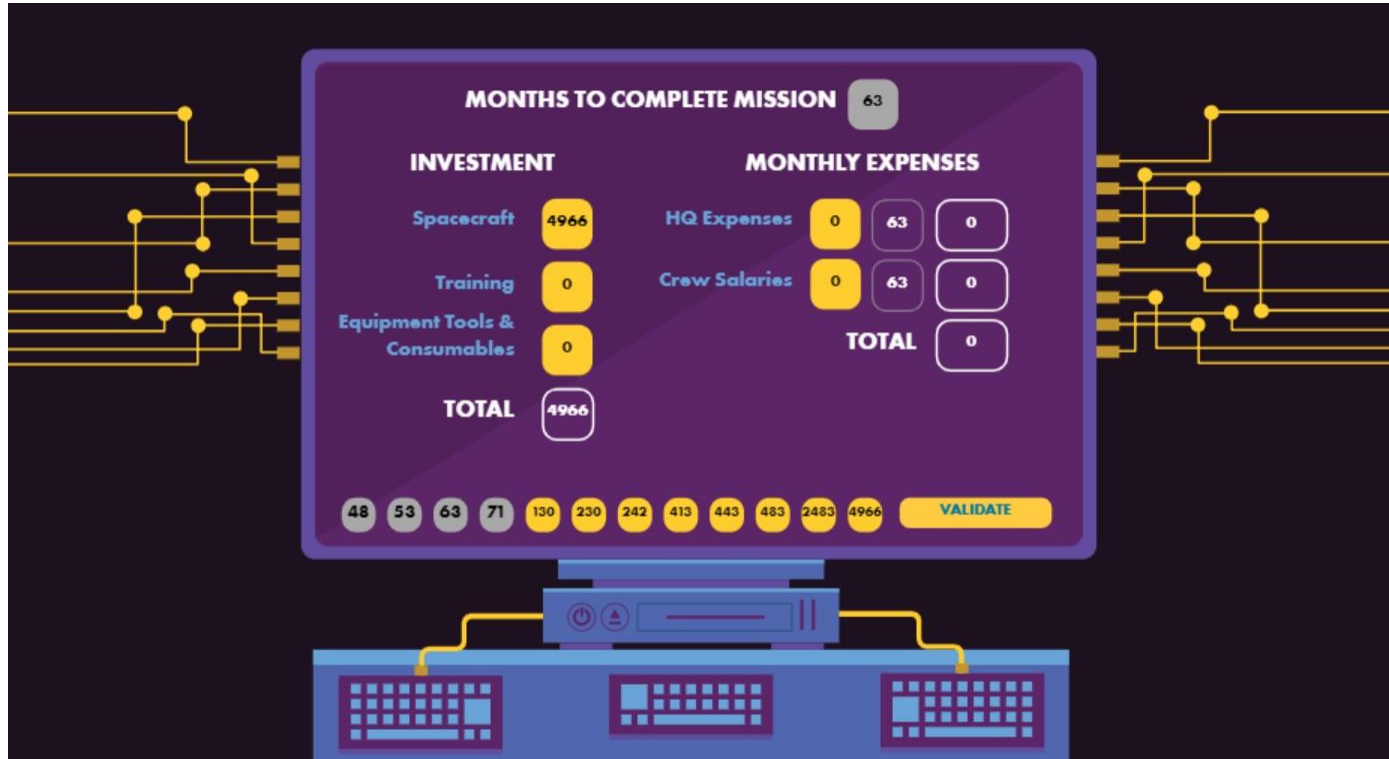 MONTHS TO COMPLETE MISSION 63
INVESTMENT
Spacecraft 4966
Training 0
Equipment Tools &
Consumables 0
TOTAL 4966
MONTHLY EXPENSES
HQ Expenses 0 63 0
Crew Salaries 0 63 0
TOTAL 0
48 53 63 71 130 230 242 413 443 483 2483 4966 VALIDATE